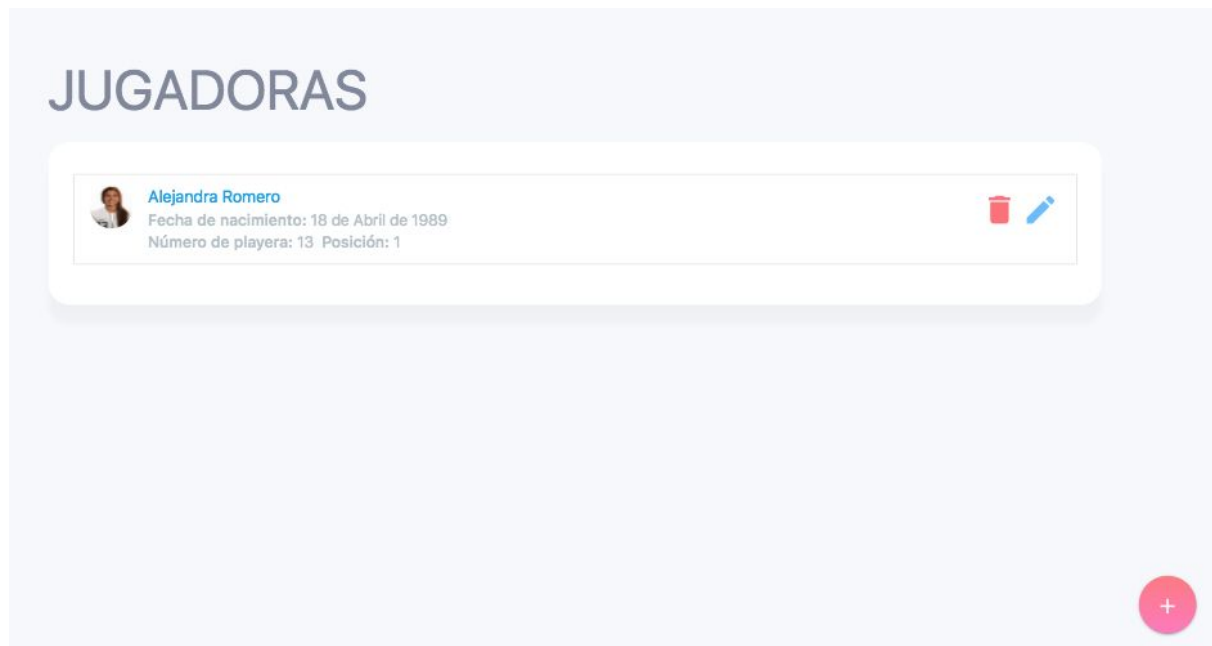 JUGADORAS
Alejandra Romero
Fecha de nacimiento: 18 de Abril de 1989
Número de playera: 13 Posición: 1
+